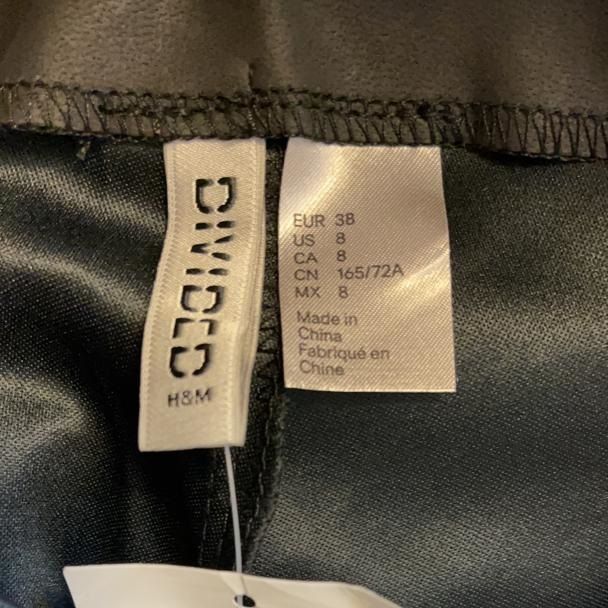 DIVIDED
H&M
EUR 38
US 8
CA 8
CN 165/72A
MX 8
Made in
China
Fabriqué en
Chine